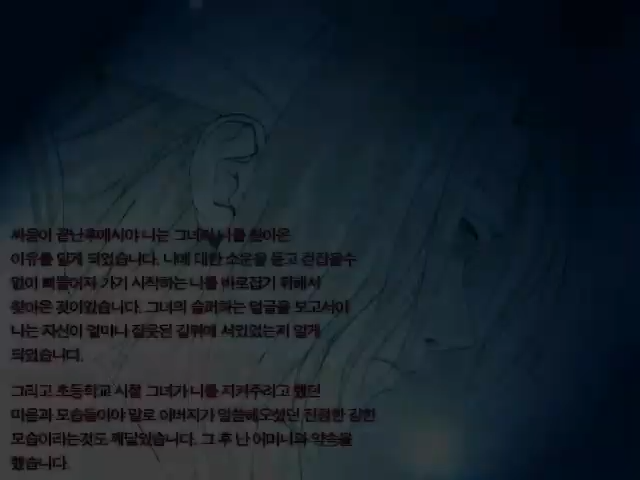 싸움이 끝난후에서야 나는 그녀가 나를 찾아온
이유를 알게 되었습니다. 나에 대한 소문을 듣고 걷잡을수
없이 삐뚤어져 가기 시작하는 나를 바로잡기 위해서
찾아온 것이었습니다. 그녀의 슬퍼하는 얼굴을 보고서야
나는 자신이 얼마나 잘못된 길위에 서있었는지 알게
되었습니다.
그리고 초등학교 시절 그녀가 나를 지켜주려고 했던
마음과 모습들이야 말로 아버지가 말씀해오셨던 진정한 강한
모습이라는것도 깨달았습니다. 그 후 난 어머니와 약속을
했습니다.